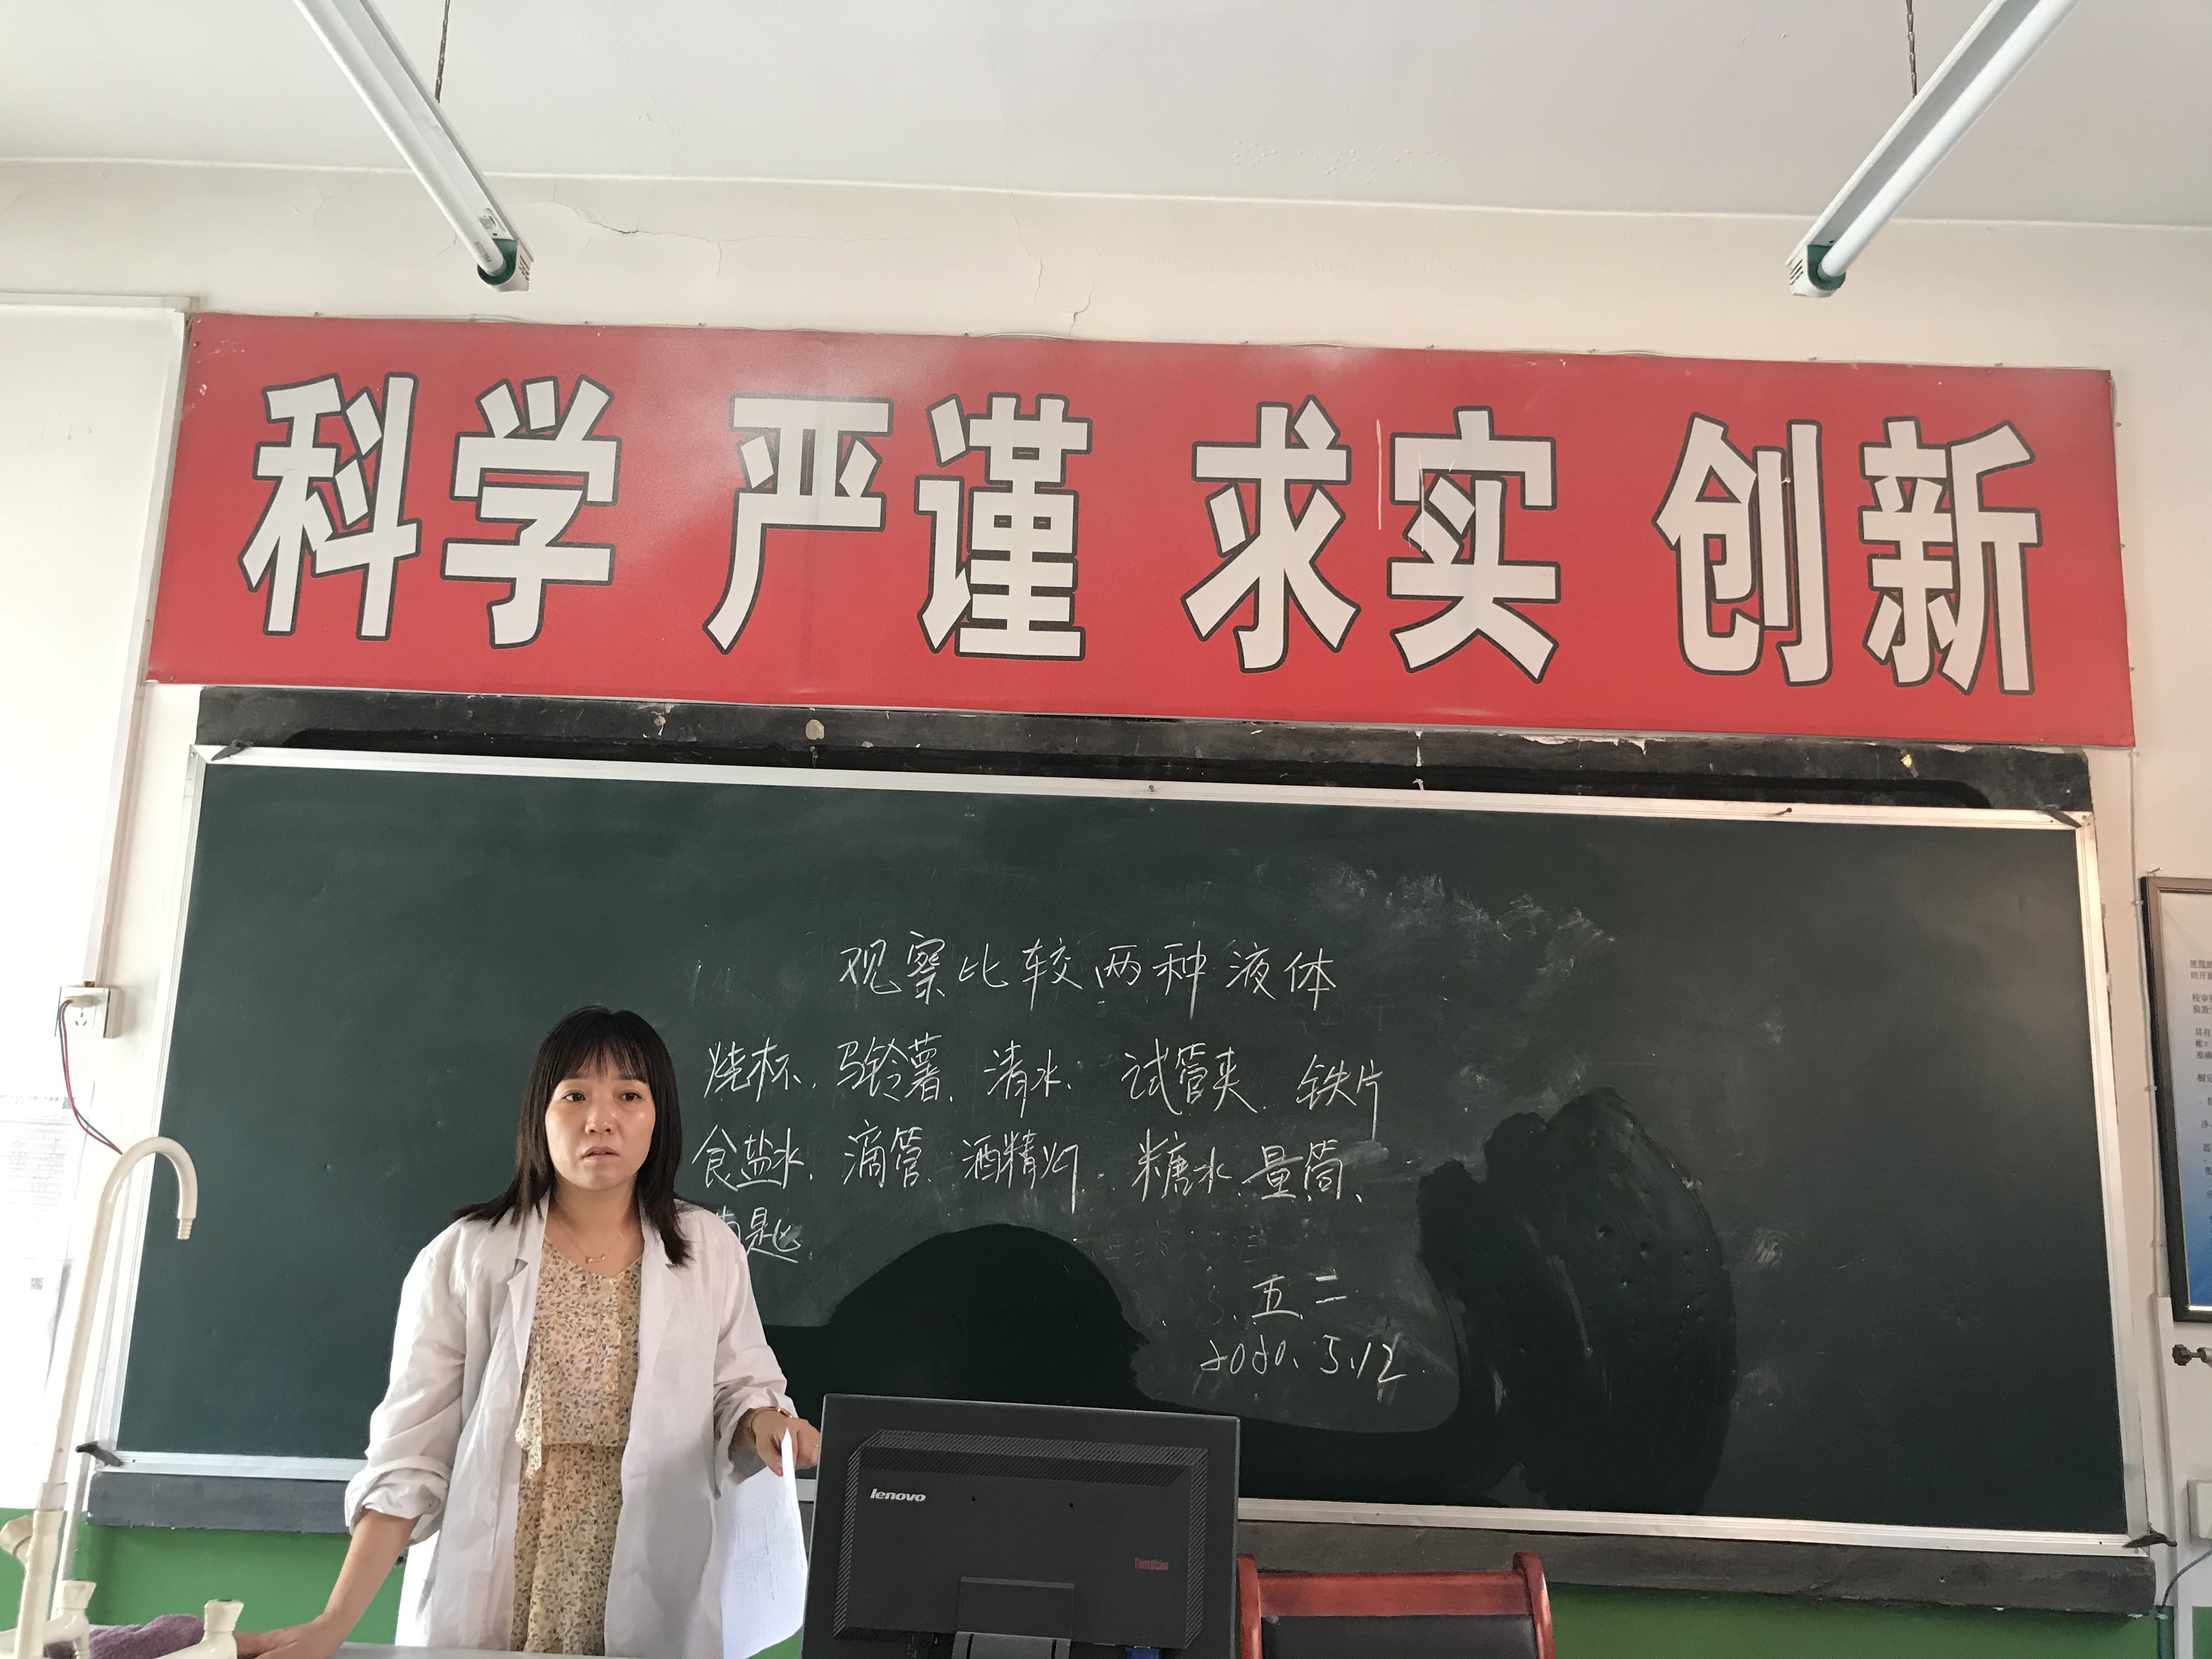 科学 严谨 求实 创新
观察比较两种液体
烧杯. 马铃薯. 清水. 试管夹. 铁片
食盐水. 滴管. 酒精灯. 糖水. 量筒、
匙.
五.二
2020.5.12.
lenovo
ThinkVision